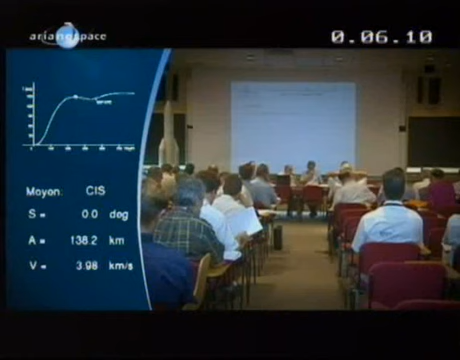 arianespace
0.06.10
Moyen: CIS
S = 0.0 deg
A = 138.2 km
V = 3.98 km/s